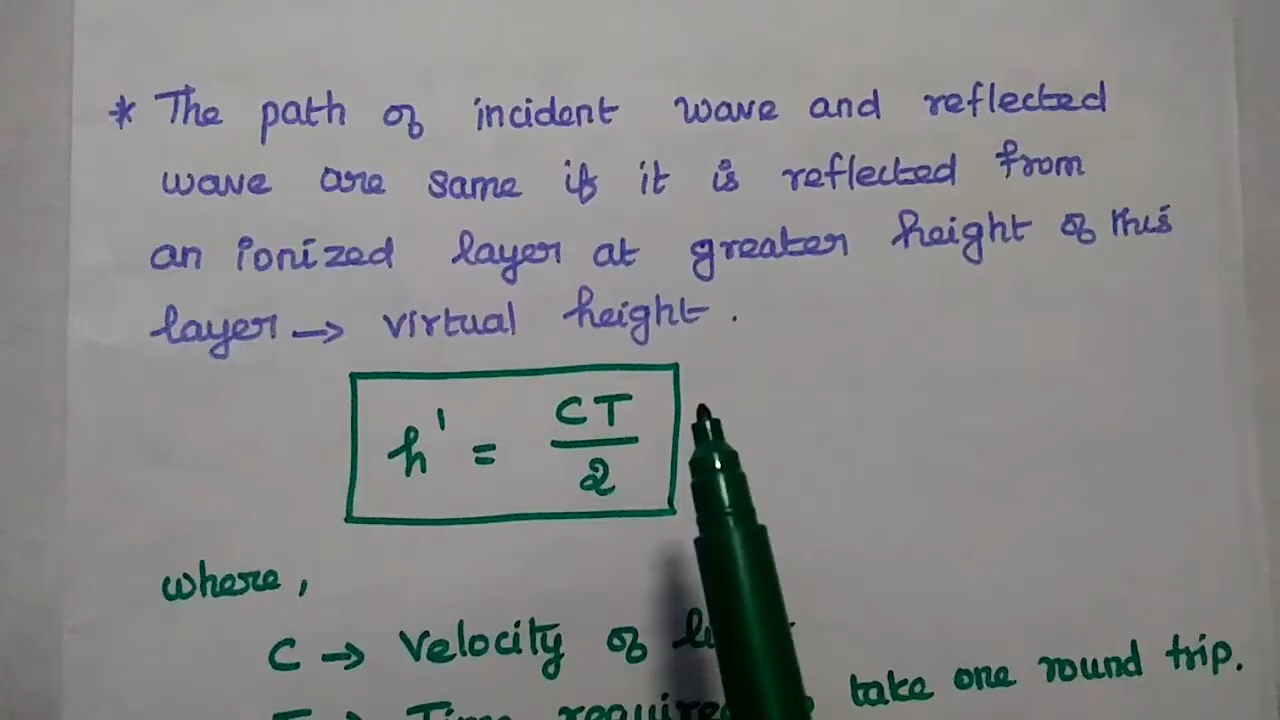 * The path of incident wave and reflected
wave are same if it is reflected from
an ionized layer at greater height of this
layer → virtual height.
h' = CT/2
where,
C → Velocity of
→ Time take one round trip.